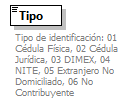 Tipo
Tipo de identificación: 01
Cédula Física, 02 Cédula
Jurídica, 03 DIMEX, 04
NITE, 05 Extranjero No
Domiciliado, 06 No
Contribuyente